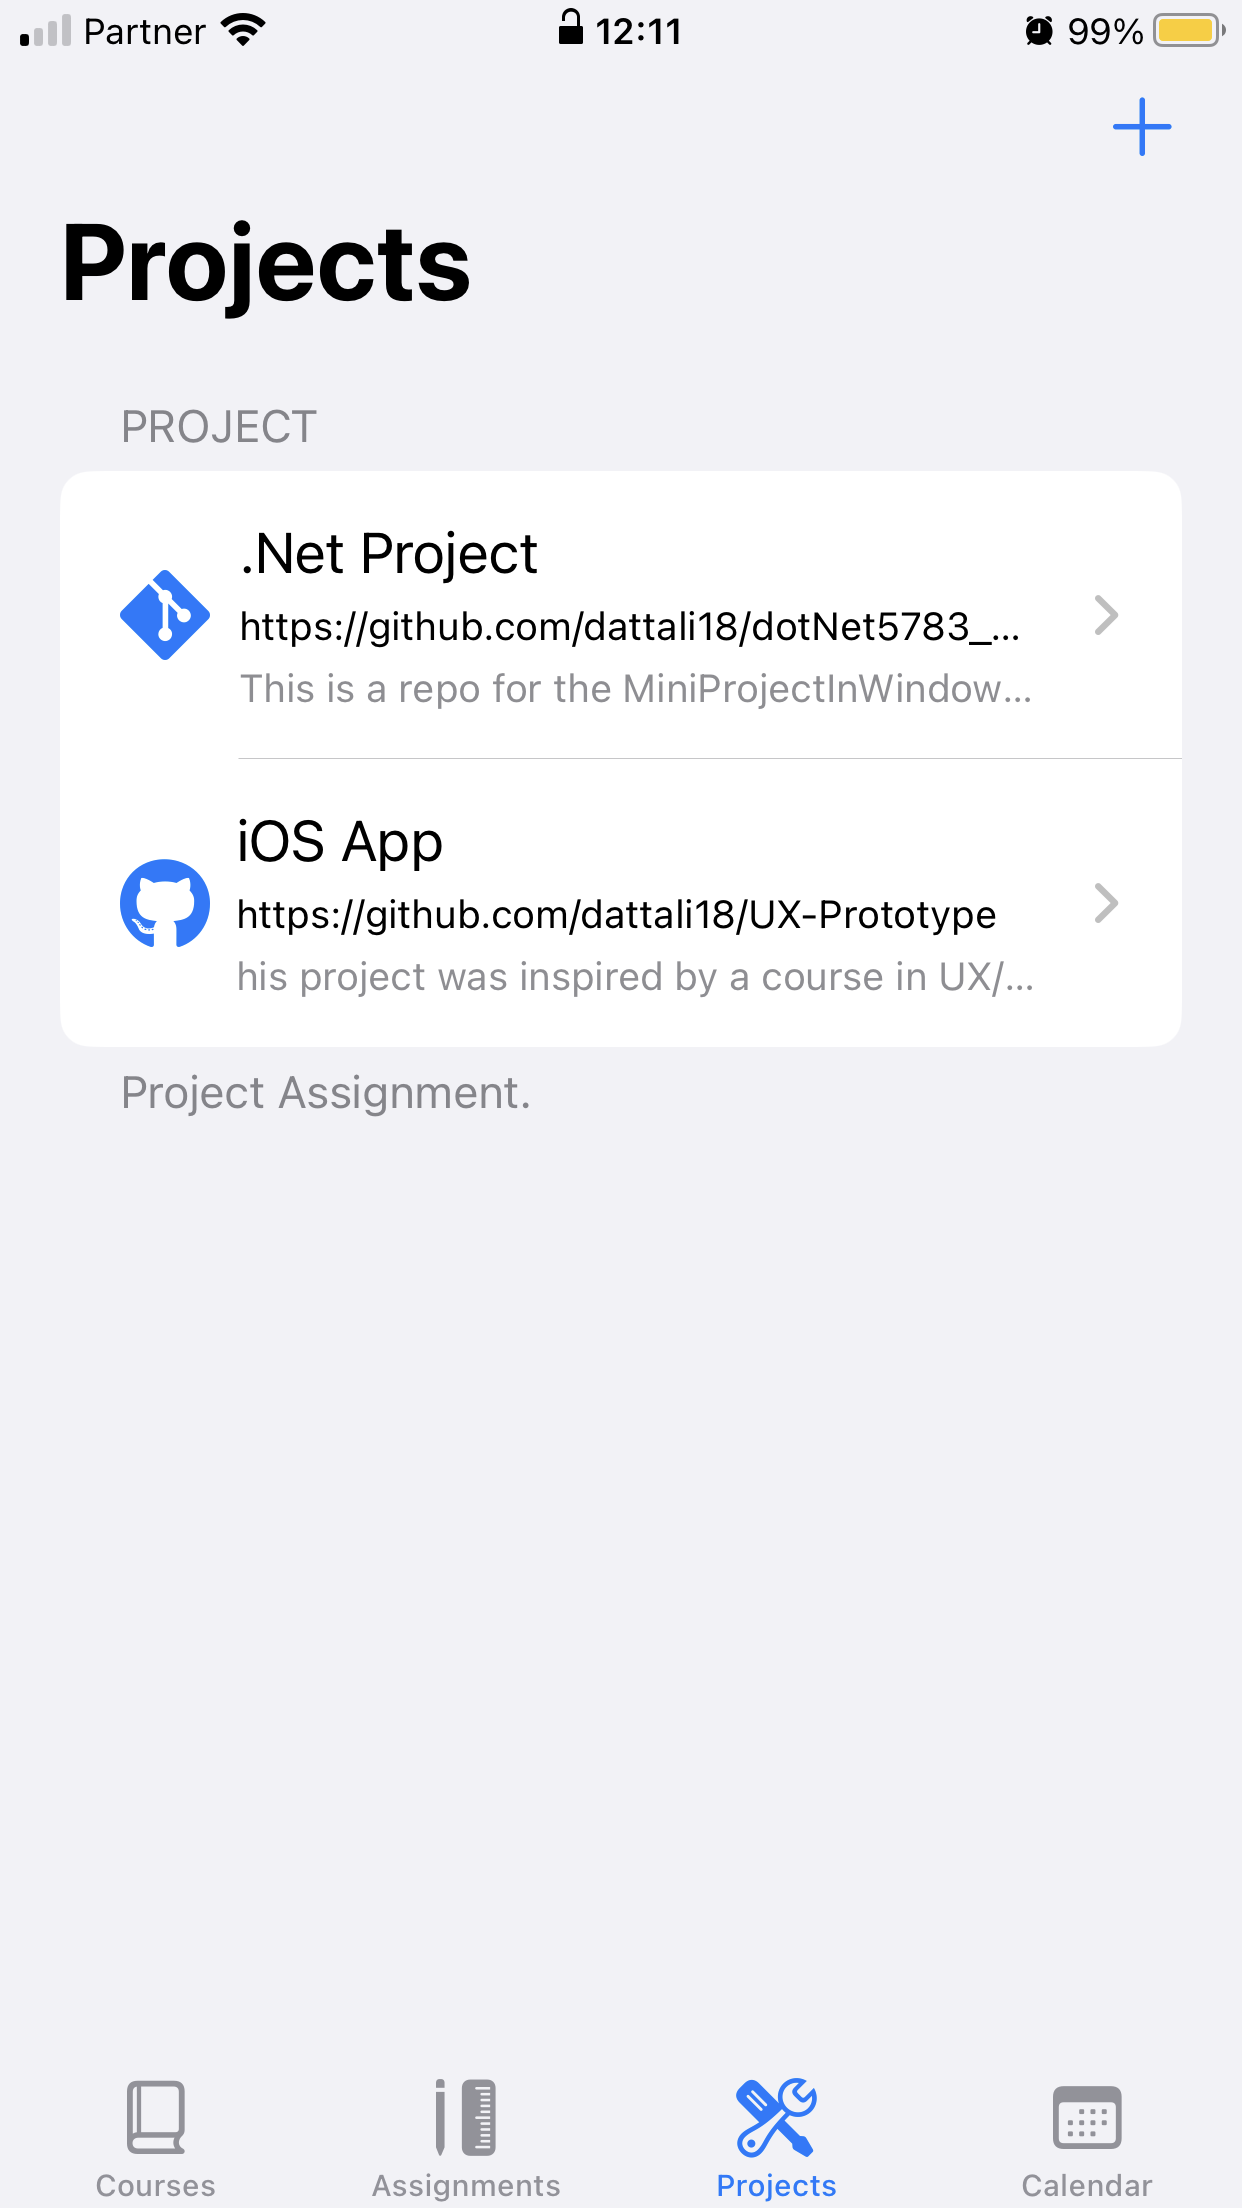 Partner 12:11 99%
Projects
PROJECT
.Net Project
https://github.com/dattali18/dotNet5783_...
This is a repo for the MiniProjectInWindow...
iOS App
https://github.com/dattali18/UX-Prototype
his project was inspired by a course in UX/...
Project Assignment.
Courses Assignments Projects Calendar